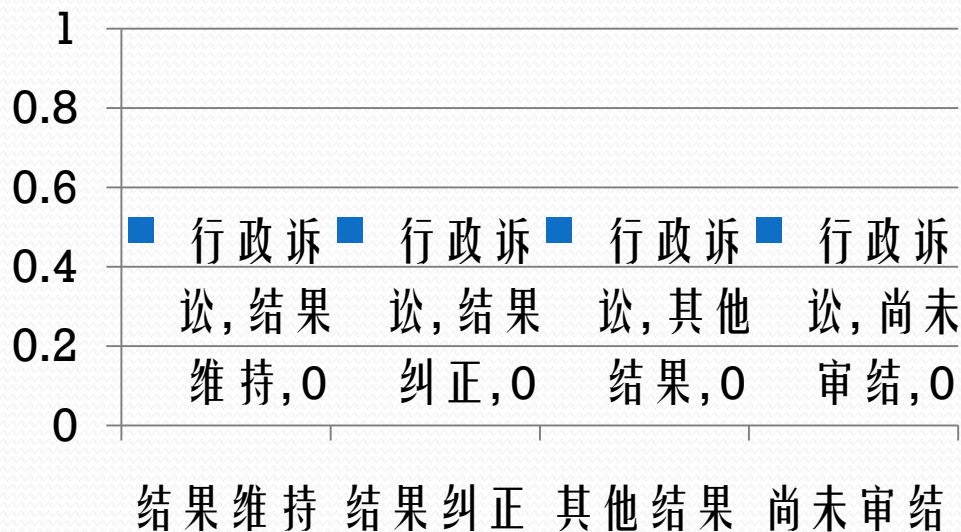 1
0.8
0.6
0.4
0.2
0
行政诉
讼,结果
维持,0
行政诉
讼,结果
纠正,0
行政诉
讼,其他
结果,0
行政诉
讼,尚未
审结,0
结果维持 结果纠正 其他结果 尚未审结